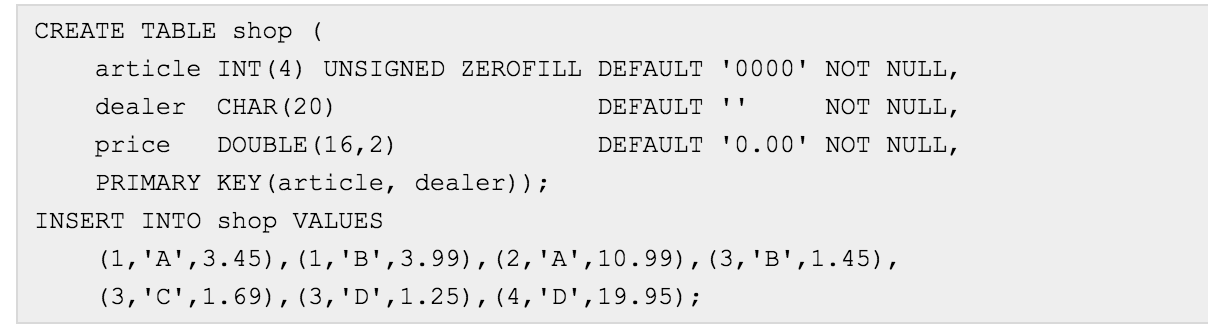 CREATE TABLE shop (
    article INT(4) UNSIGNED ZEROFILL DEFAULT '0000' NOT NULL,
    dealer  CHAR(20)                 DEFAULT ''     NOT NULL,
    price   DOUBLE(16,2)             DEFAULT '0.00' NOT NULL,
    PRIMARY KEY(article, dealer));
INSERT INTO shop VALUES
    (1,'A',3.45),(1,'B',3.99),(2,'A',10.99),(3,'B',1.45),
    (3,'C',1.69),(3,'D',1.25),(4,'D',19.95);